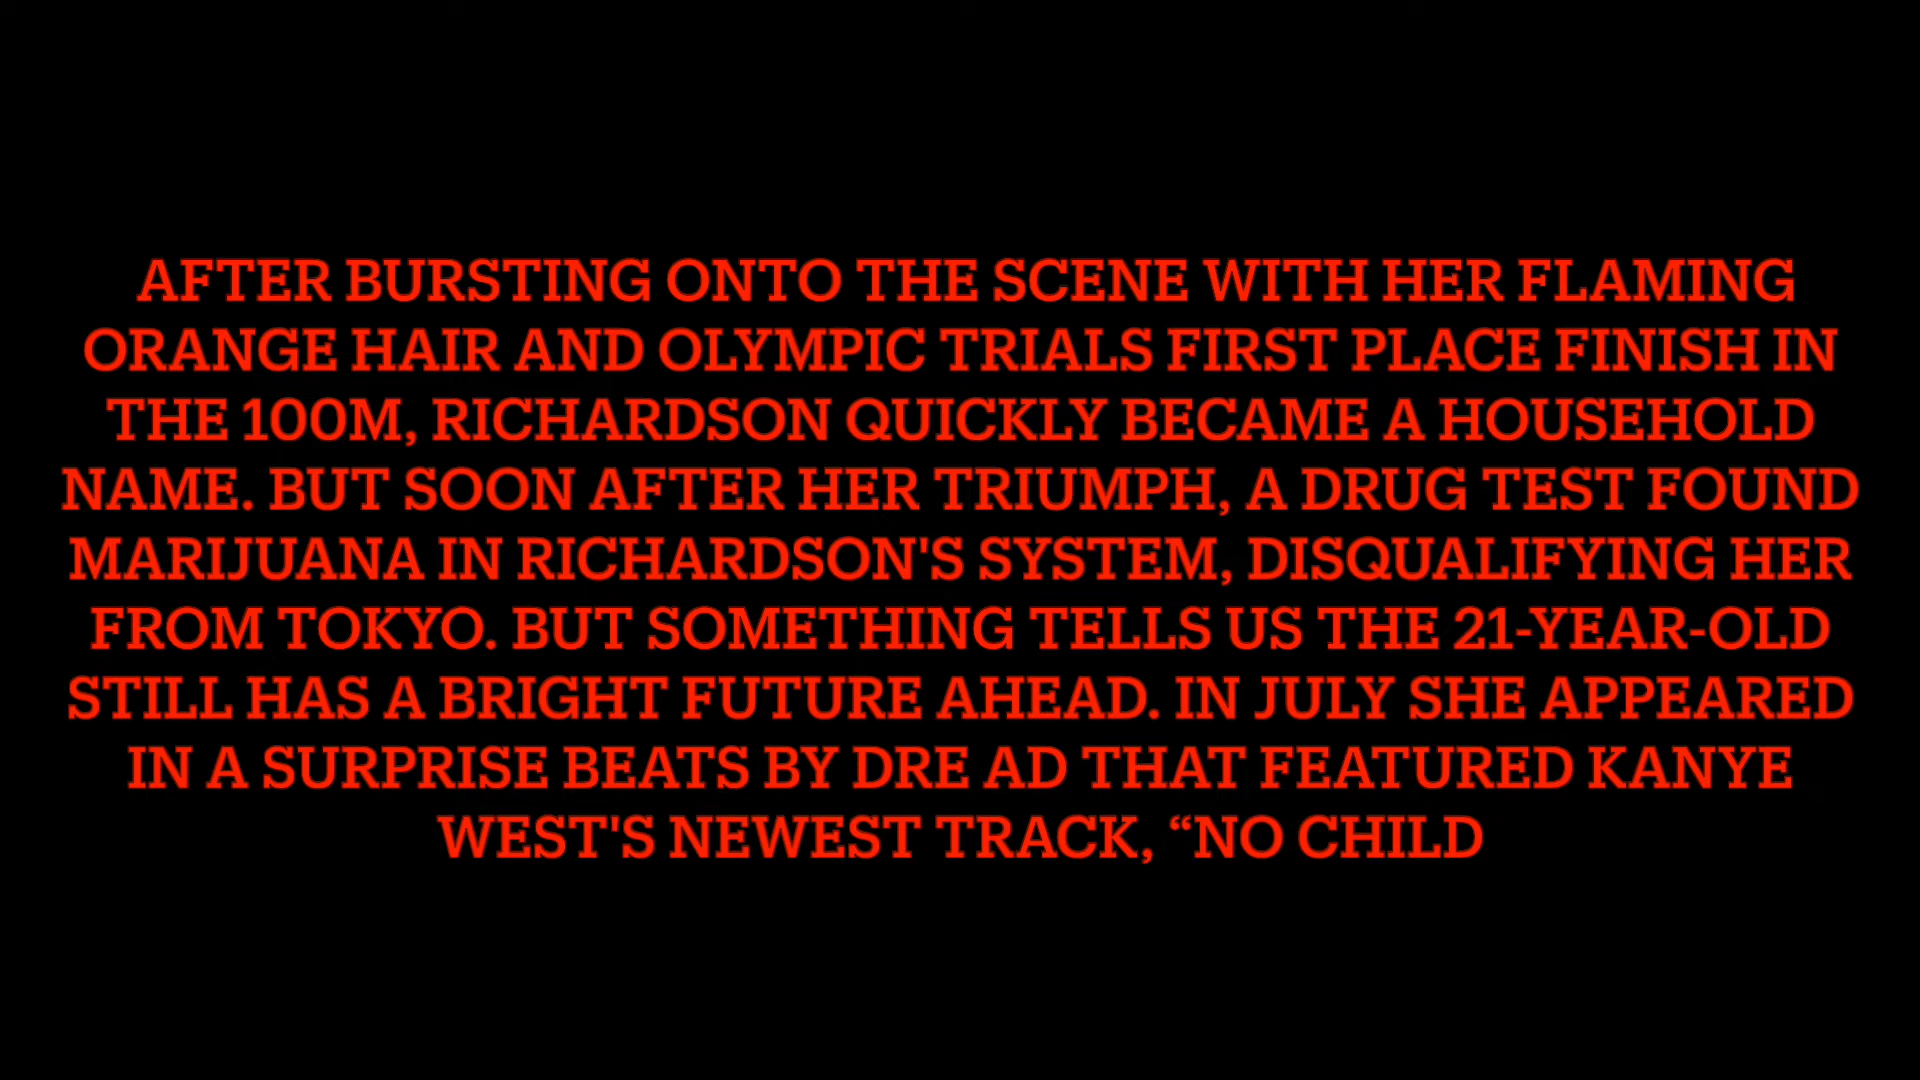 AFTER BURSTING ONTO THE SCENE WITH HER FLAMING
ORANGE HAIR AND OLYMPIC TRIALS FIRST PLACE FINISH IN
THE 100M, RICHARDSON QUICKLY BECAME A HOUSEHOLD
NAME. BUT SOON AFTER HER TRIUMPH, A DRUG TEST FOUND
MARIJUANA IN RICHARDSON'S SYSTEM, DISQUALIFYING HER
FROM TOKYO. BUT SOMETHING TELLS US THE 21-YEAR-OLD
STILL HAS A BRIGHT FUTURE AHEAD. IN JULY SHE APPEARED
IN A SURPRISE BEATS BY DRE AD THAT FEATURED KANYE
WEST'S NEWEST TRACK, “NO CHILD